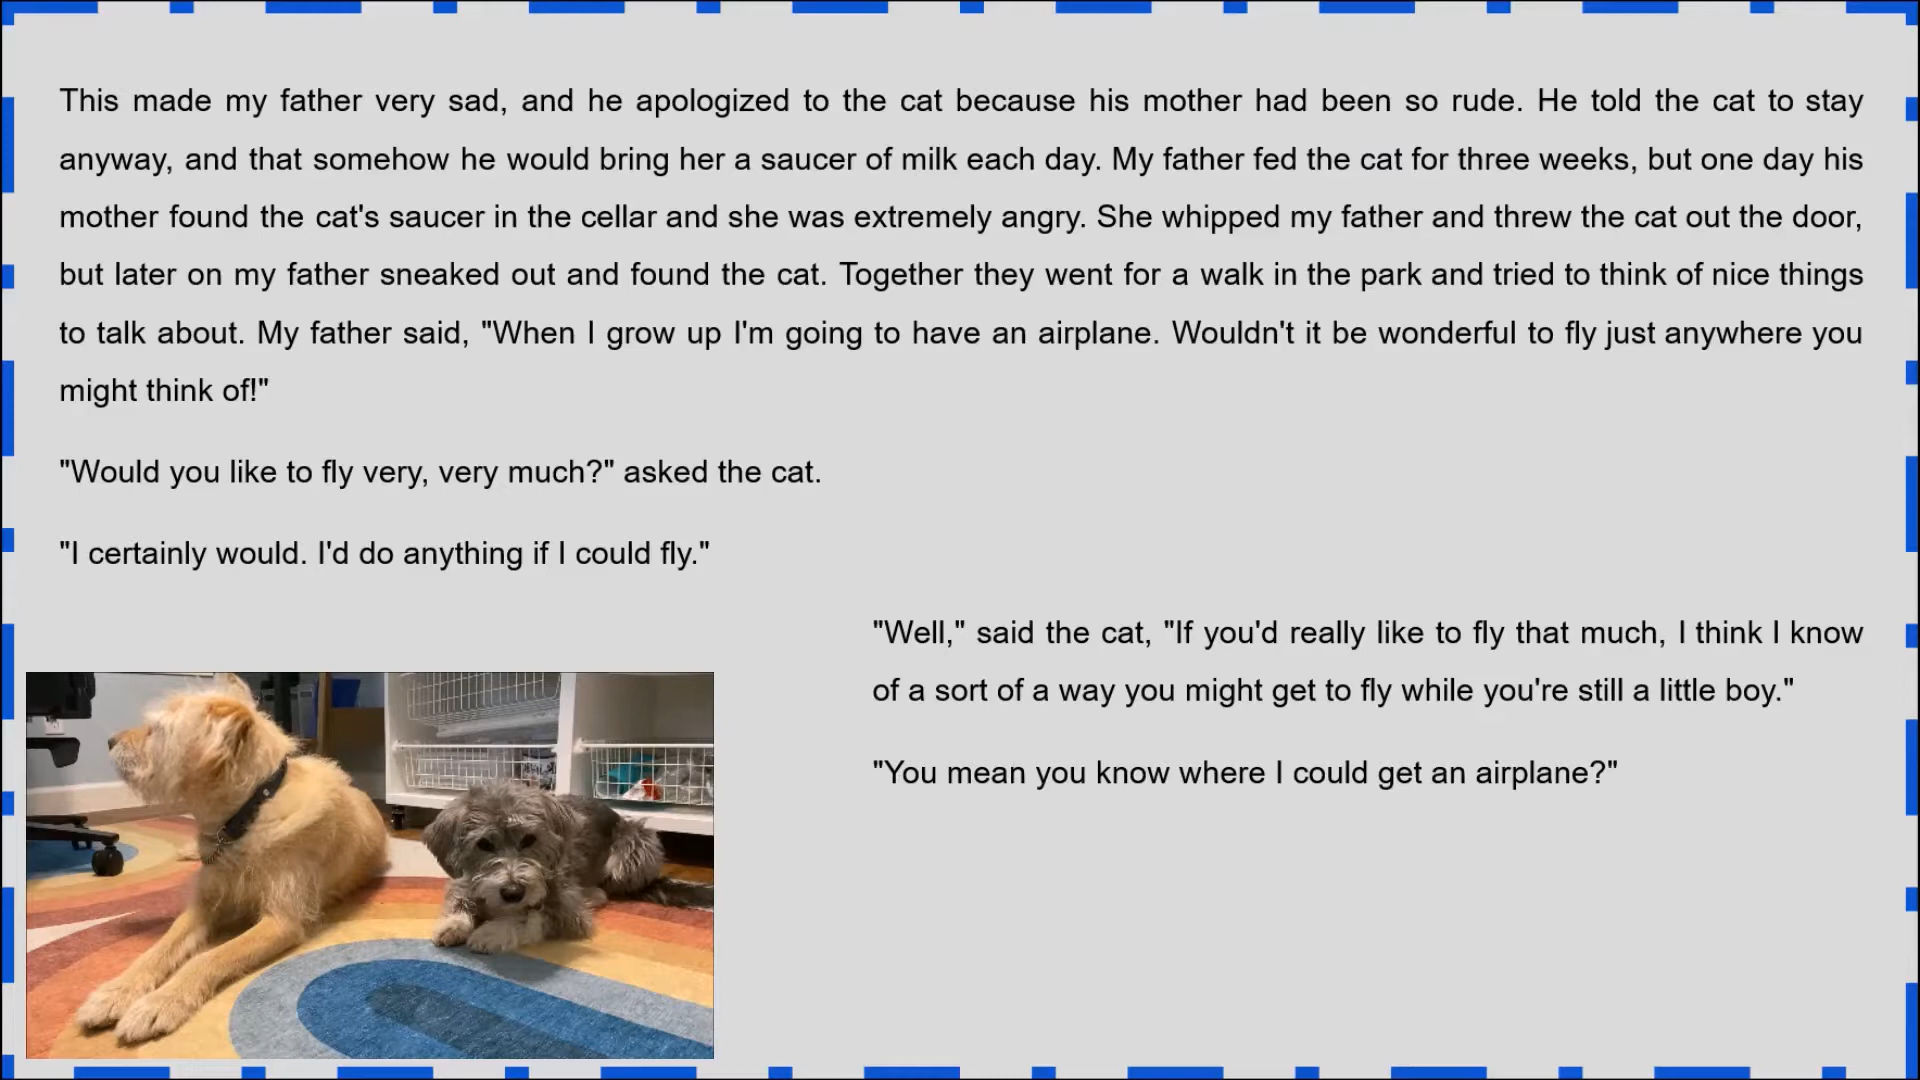 This made my father very sad, and he apologized to the cat because his mother had been so rude. He told the cat to stay
anyway, and that somehow he would bring her a saucer of milk each day. My father fed the cat for three weeks, but one day his
mother found the cat's saucer in the cellar and she was extremely angry. She whipped my father and threw the cat out the door,
but later on my father sneaked out and found the cat. Together they went for a walk in the park and tried to think of nice things
to talk about. My father said, "When I grow up I'm going to have an airplane. Wouldn't it be wonderful to fly just anywhere you
might think of!"
"Would you like to fly very, very much?" asked the cat.
"I certainly would. I'd do anything if I could fly."
"Well," said the cat, "If you'd really like to fly that much, I think I know
of a sort of a way you might get to fly while you're still a little boy."
"You mean you know where I could get an airplane?"